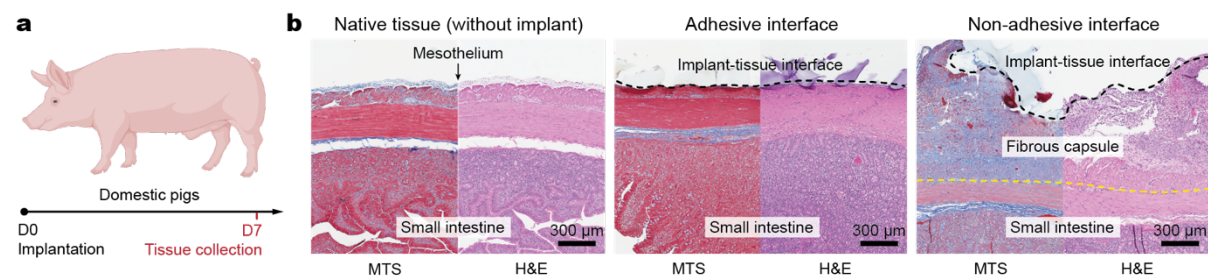 a
Domestic pigs
D0
D7
Implantation
Tissue collection
b
Native tissue (without implant)
Mesothelium
Small intestine
300 µm
MTS
H&E
Adhesive interface
Implant-tissue interface
Small intestine
300 µm
MTS
H&E
Non-adhesive interface
Implant-tissue interface
Fibrous capsule
Small intestine
300 µm
MTS
H&E